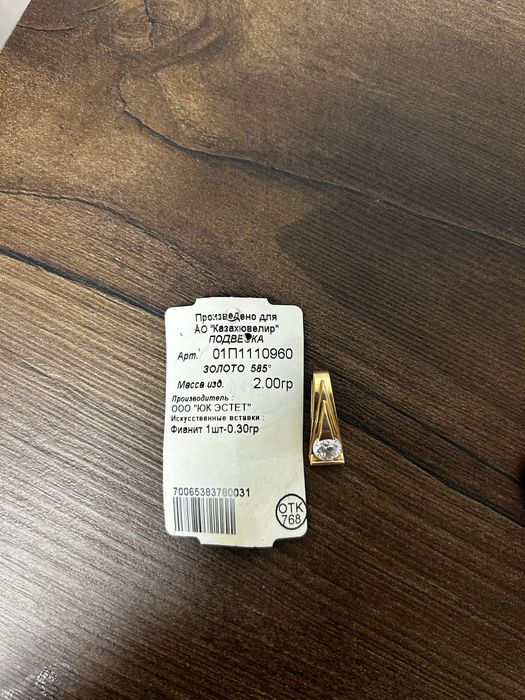 Произведено для
АО "Казахювелир"
ПОДВЕСКА
Арт. 01П1110960
ЗОЛОТО 585°
Масса изд. 2.00гр
Производитель :
ООО "ЮК ЭСТЕТ"
Искусственные вставки :
Фианит 1шт-0.30гр
70065383780031
ОТК
768